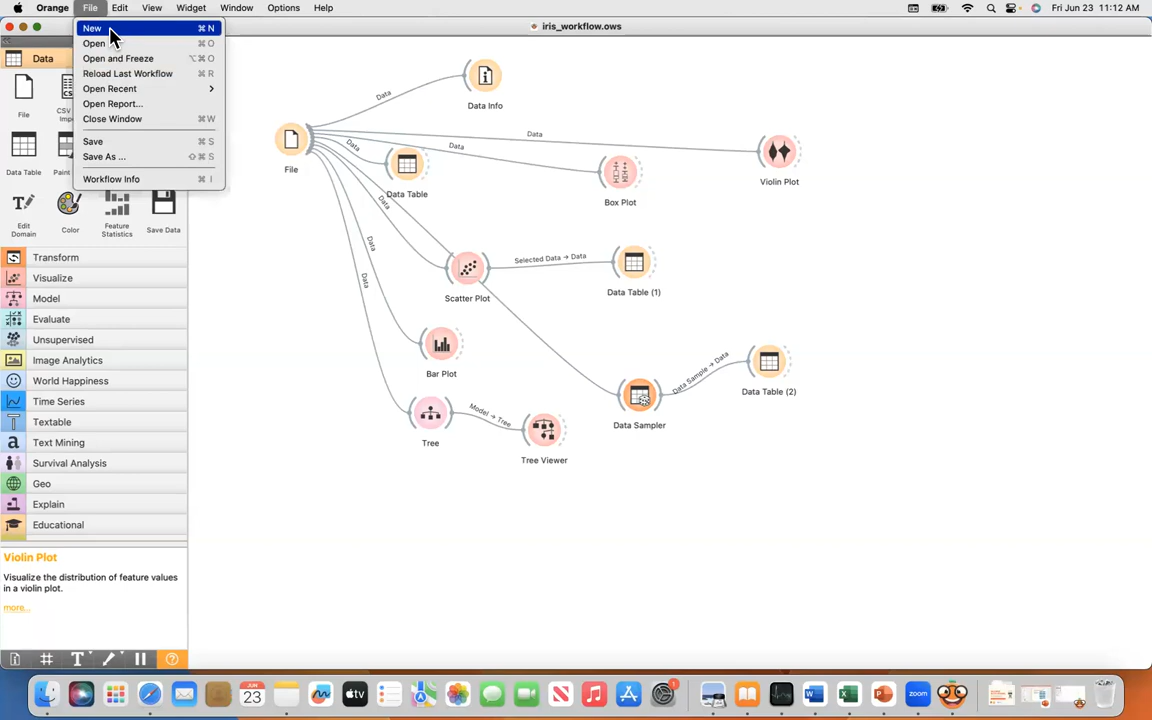 Orange File Edit View Widget Window Options Help
Fri Jun 23 11:12 AM
iris_workflow.ows
New ⌘ N
Open ⌘ O
Open and Freeze ⌥⌘ O
Reload Last Workflow ⌘ R
Open Recent
Open Report...
Close Window ⌘ W
Save ⌘ S
Save As ... ⇧⌘ S
Workflow Info ⌘ I
Data
File
CSV
Data Table
Paint
Edit Domain
Color
Feature Statistics
Save Data
Transform
Visualize
Model
Evaluate
Unsupervised
Image Analytics
World Happiness
Time Series
Textable
Text Mining
Survival Analysis
Geo
Explain
Educational
Violin Plot
Visualize the distribution of feature values
in a violin plot.
more...
File
Data
Data Info
Data
Violin Plot
Data
Box Plot
Data
Data Table
Data
Scatter Plot
Selected Data → Data
Data Table (1)
Data
Bar Plot
Data
Tree
Model → Tree
Tree Viewer
Data Sampler
Data Sample → Data
Data Table (2)
23
zoom